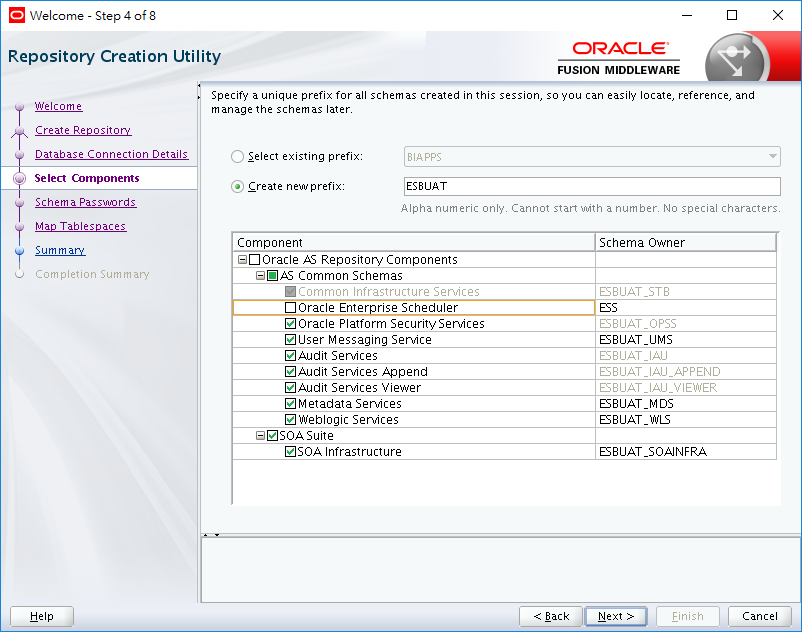 Welcome - Step 4 of 8
Repository Creation Utility
ORACLE
FUSION MIDDLEWARE
Welcome
Create Repository
Database Connection Details
Select Components
Schema Passwords
Map Tablespaces
Summary
Completion Summary
Specify a unique prefix for all schemas created in this session, so you can easily locate, reference, and
manage the schemas later.
Select existing prefix: BIAPPS
Create new prefix: ESBUAT
Alpha numeric only. Cannot start with a number. No special characters.
Component Schema Owner
Oracle AS Repository Components
AS Common Schemas
Common Infrastructure Services ESBUAT_STB
Oracle Enterprise Scheduler ESS
Oracle Platform Security Services ESBUAT_OPSS
User Messaging Service ESBUAT_UMS
Audit Services ESBUAT_IAU
Audit Services Append ESBUAT_IAU_APPEND
Audit Services Viewer ESBUAT_IAU_VIEWER
Metadata Services ESBUAT_MDS
Weblogic Services ESBUAT_WLS
SOA Suite
SOA Infrastructure ESBUAT_SOAINFRA
Help < Back Next > Finish Cancel